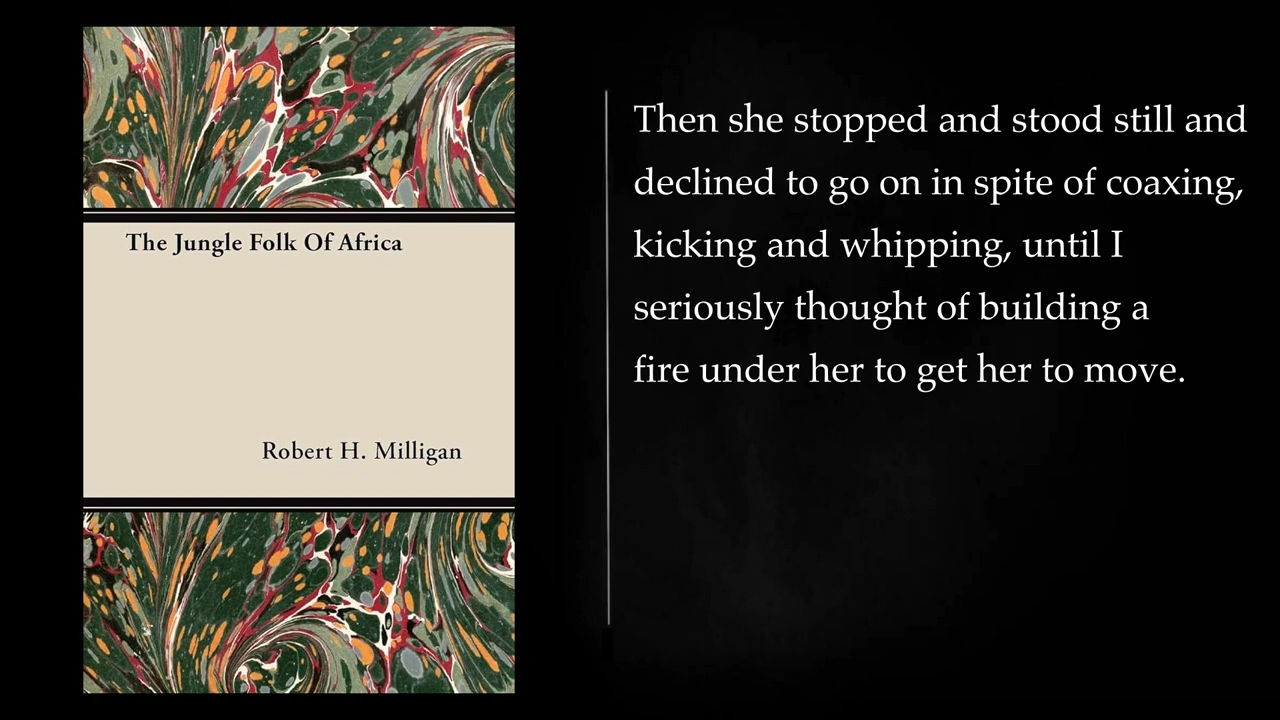 The Jungle Folk Of Africa
Robert H. Milligan
Then she stopped and stood still and
declined to go on in spite of coaxing,
kicking and whipping, until I
seriously thought of building a
fire under her to get her to move.